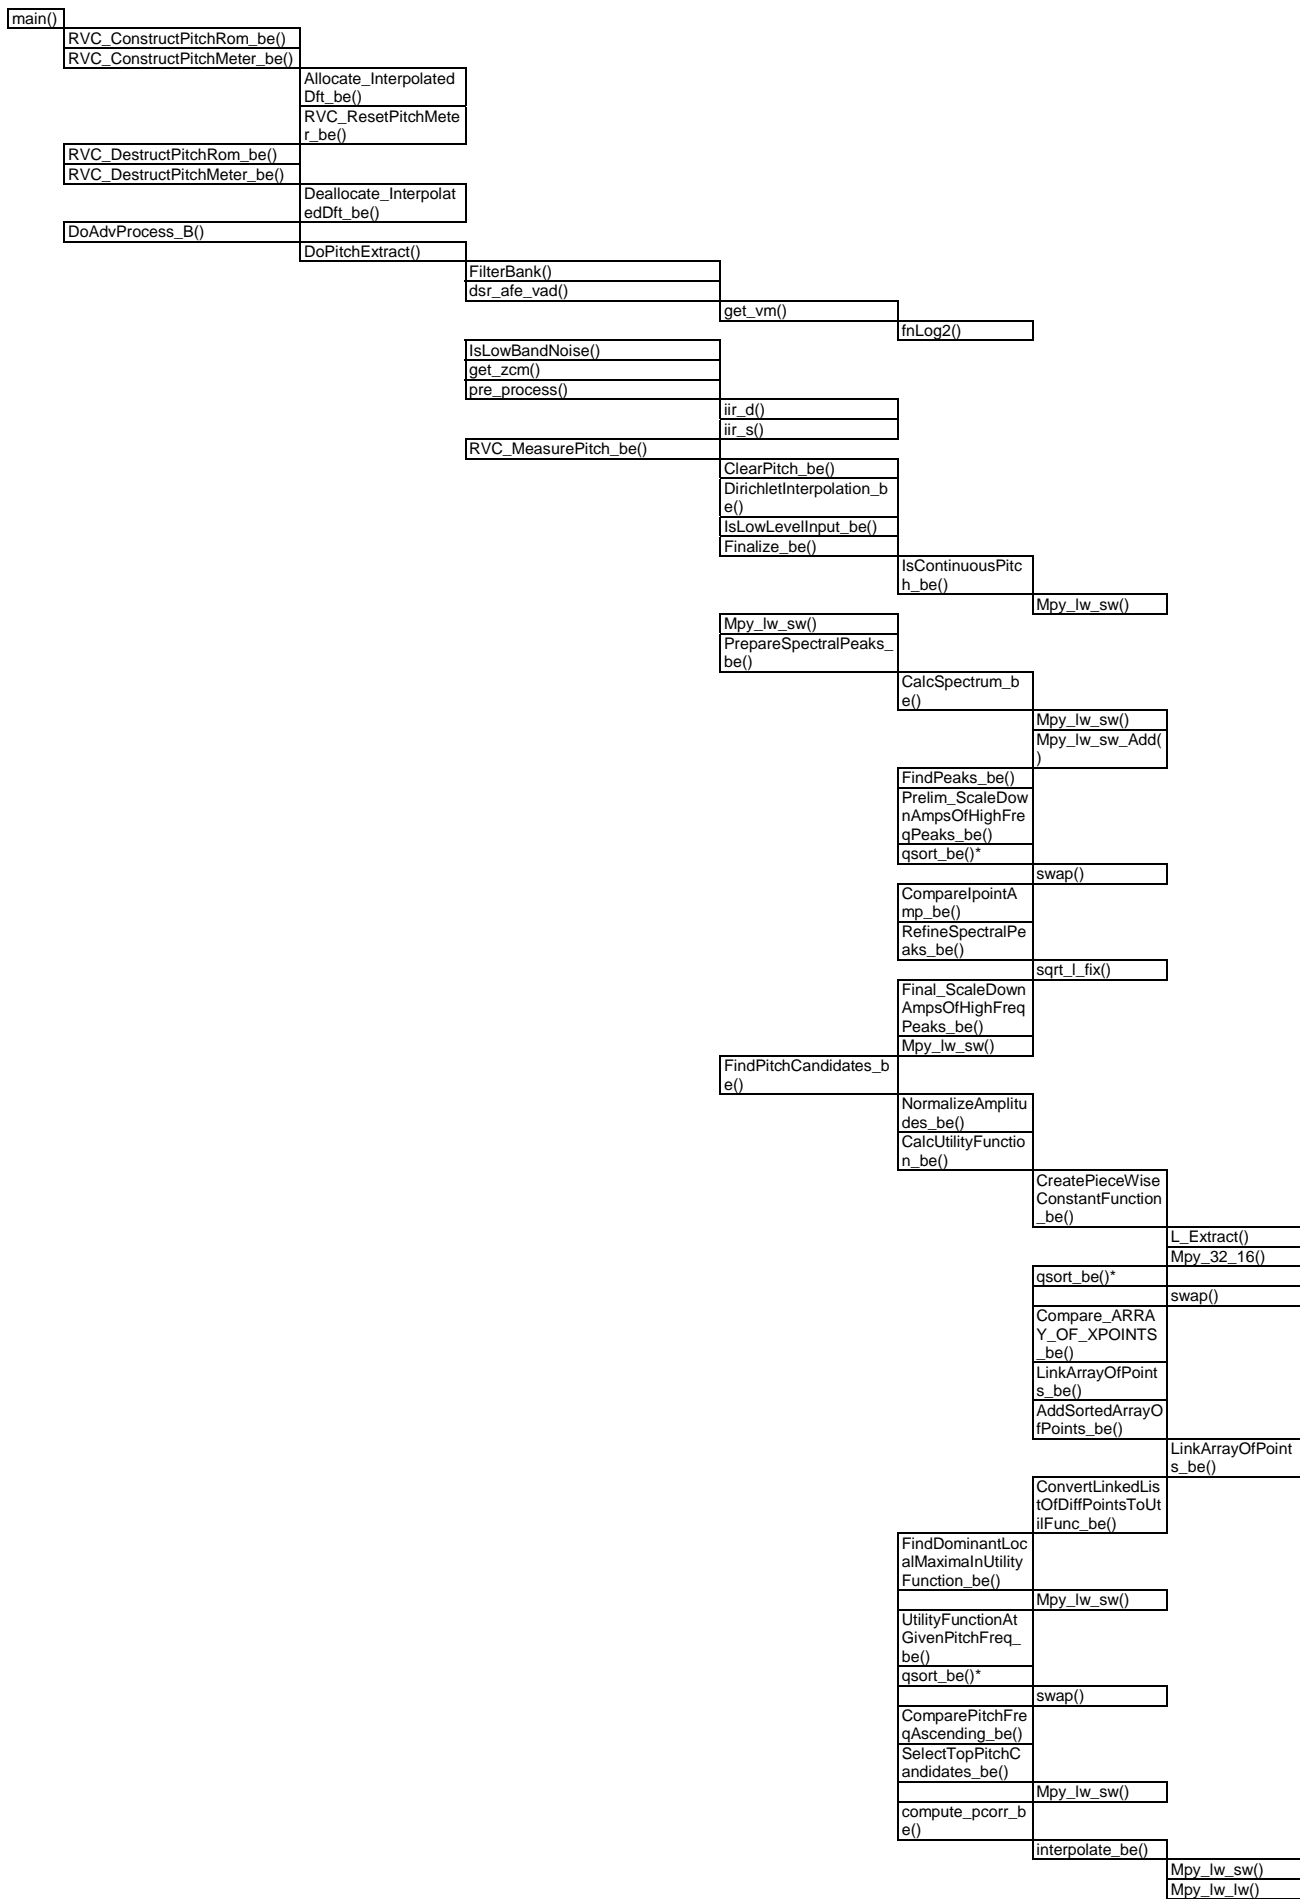 main()
RVC_ConstructPitchRom_be()
RVC_ConstructPitchMeter_be()
Allocate_Interpolated
Dft_be()
RVC_ResetPitchMete
r_be()
RVC_DestructPitchRom_be()
RVC_DestructPitchMeter_be()
Deallocate_Interpolat
edDft_be()
DoAdvProcess_B()
DoPitchExtract()
FilterBank()
dsr_afe_vad()
get_vm()
fnLog2()
IsLowBandNoise()
get_zcm()
pre_process()
iir_d()
iir_s()
RVC_MeasurePitch_be()
ClearPitch_be()
DirichletInterpolation_b
e()
IsLowLevelInput_be()
Finalize_be()
IsContinuousPitc
h_be()
Mpy_lw_sw()
Mpy_lw_sw()
PrepareSpectralPeaks_
be()
CalcSpectrum_b
e()
Mpy_lw_sw()
Mpy_lw_sw_Add(
)
FindPeaks_be()
Prelim_ScaleDow
nAmpsOfHighFre
qPeaks_be()
qsort_be()*
swap()
CompareIpointA
mp_be()
RefineSpectralPe
aks_be()
sqrt_l_fix()
Final_ScaleDown
AmpsOfHighFreq
Peaks_be()
Mpy_lw_sw()
FindPitchCandidates_b
e()
NormalizeAmplitu
des_be()
CalcUtilityFunctio
n_be()
CreatePieceWise
ConstantFunction
_be()
L_Extract()
Mpy_32_16()
qsort_be()*
swap()
Compare_ARRA
Y_OF_XPOINTS
_be()
LinkArrayOfPoint
s_be()
AddSortedArrayO
fPoints_be()
LinkArrayOfPoint
s_be()
ConvertLinkedLis
tOfDiffPointsToUt
ilFunc_be()
FindDominantLoc
alMaximaInUtility
Function_be()
Mpy_lw_sw()
UtilityFunctionAt
GivenPitchFreq_
be()
qsort_be()*
swap()
ComparePitchFre
qAscending_be()
SelectTopPitchC
andidates_be()
Mpy_lw_sw()
compute_pcorr_b
e()
interpolate_be()
Mpy_lw_sw()
Mpy_lw_lw()